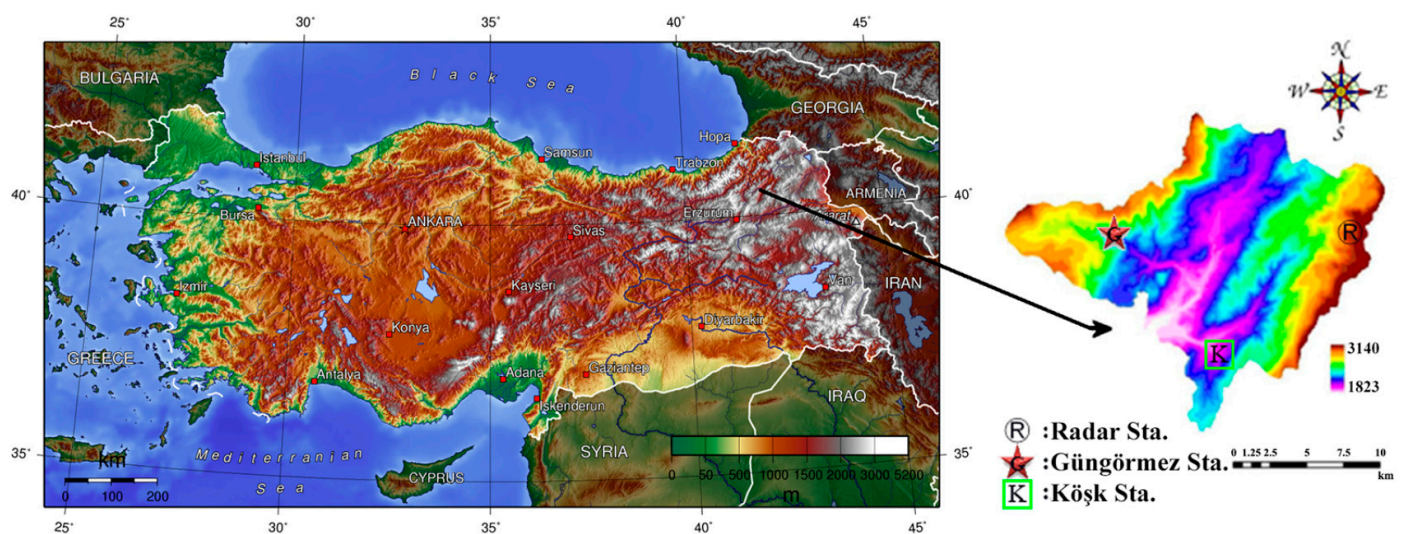 25° 30° 35° 40° 45°
BULGARIA
Black Sea
GEORGIA
Hopa
Istanbul
Samsun
Trabzon
40°
40°
ARMENIA
Bursa
ANKARA
Erzurum
Ararat
Sivas
Izmir
Kayseri
Van
IRAN
Konya
Diyarbakir
GREECE
Antalya
Adana
Gaziantep
Iskenderun
IRAQ
35°
35°
Mediterranian
Sea
CYPRUS
SYRIA
km
0 100 200
0 50 500 1000 2000 3000 5200
m
25° 30° 35° 40° 45°
N
W E
S
G
R
K
3140
1823
R :Radar Sta.
G :Güngörmez Sta.
K :Köşk Sta.
0 1.25 2.5 5 7.5 10
km